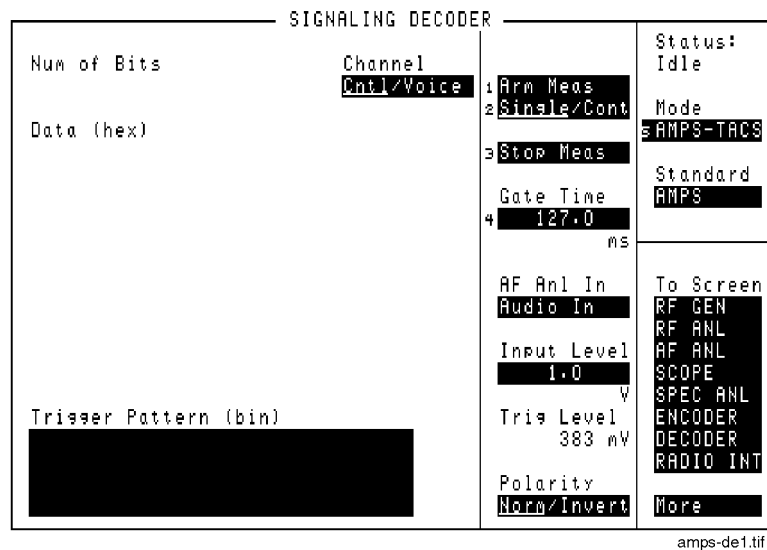 SIGNALING DECODER
Num of Bits
Channel
Cntl/Voice
Data (hex)
Trigger Pattern (bin)
1 Arm Meas
2 Single/Cont
3 Stop Meas
Gate Time
4 127.0
ms
AF Anl In
Audio In
Input Level
1.0
V
Trig Level
383 mV
Polarity
Norm/Invert
Status:
Idle
Mode
s AMPS-TACS
Standard
AMPS
To Screen
RF GEN
RF ANL
AF ANL
SCOPE
SPEC ANL
ENCODER
DECODER
RADIO INT
More
amps-de1.tif